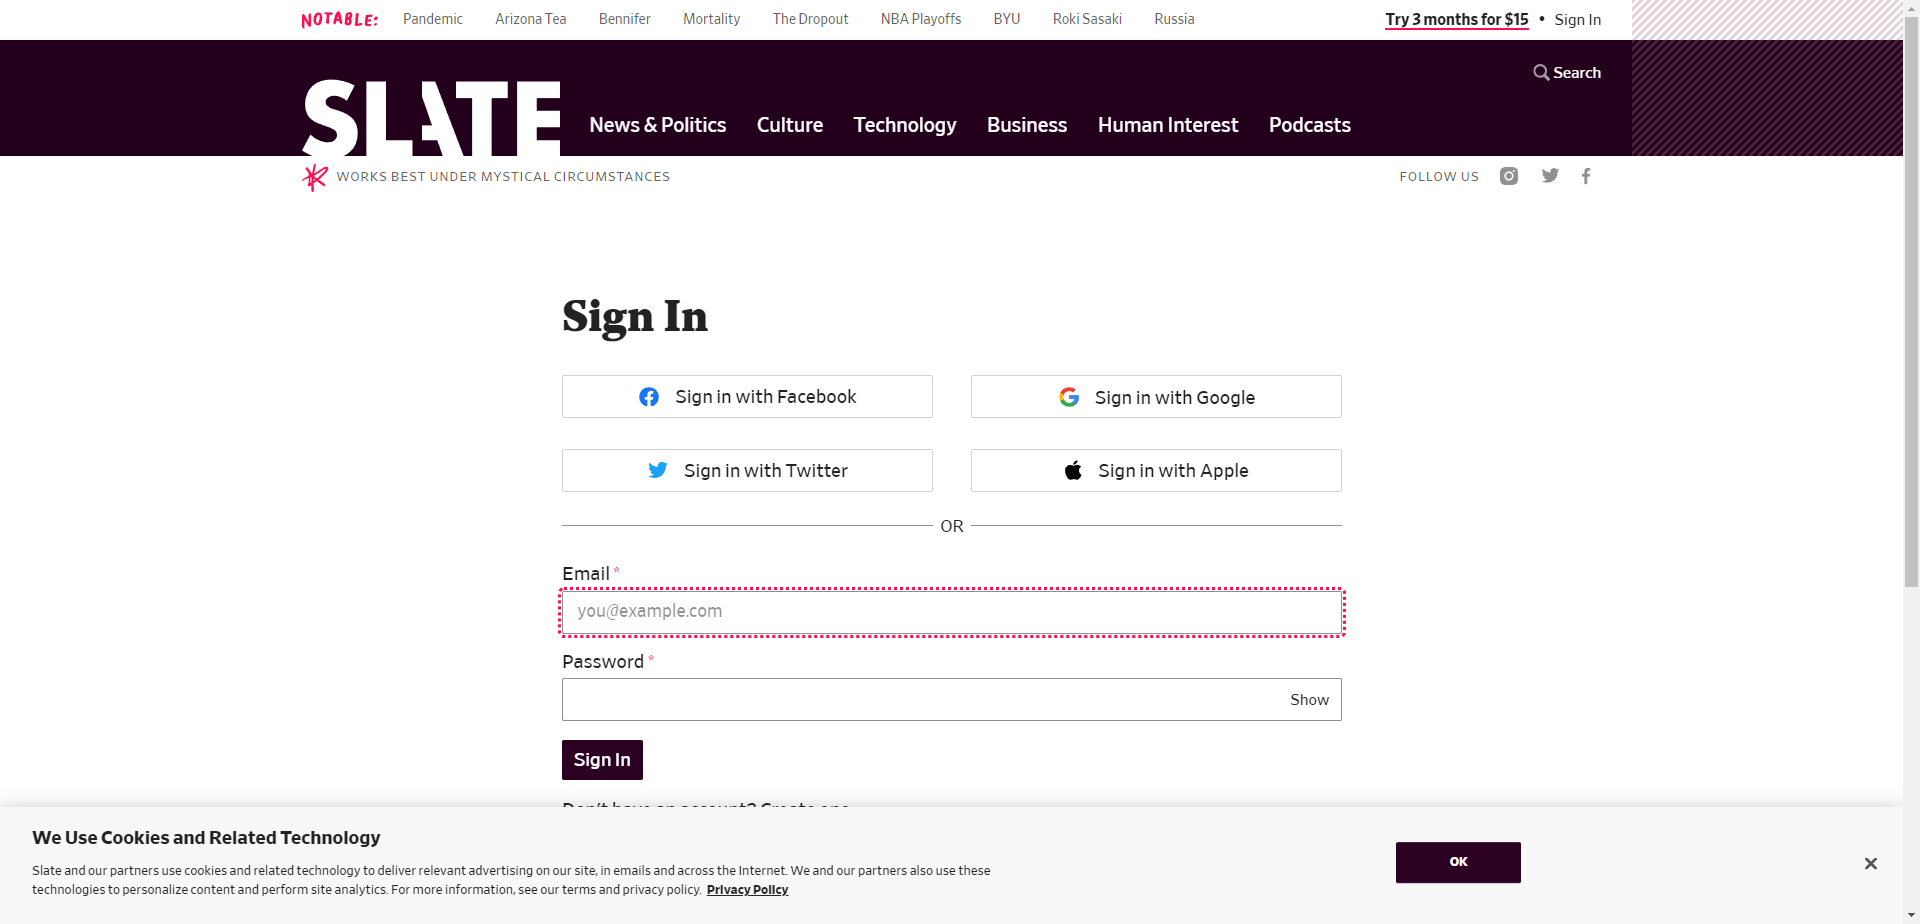 NOTABLE: Pandemic Arizona Tea Bennifer Mortality The Dropout NBA Playoffs BYU Roki Sasaki Russia Try 3 months for $15 • Sign In
Search
SLATE News & Politics Culture Technology Business Human Interest Podcasts
WORKS BEST UNDER MYSTICAL CIRCUMSTANCES FOLLOW US
Sign In
Sign in with Facebook Sign in with Google
Sign in with Twitter Sign in with Apple
OR
Email *
you@example.com
Password *
Show
Sign In
Don't have an account? Create one
We Use Cookies and Related Technology
Slate and our partners use cookies and related technology to deliver relevant advertising on our site, in emails and across the Internet. We and our partners also use these
technologies to personalize content and perform site analytics. For more information, see our terms and privacy policy. Privacy Policy
OK